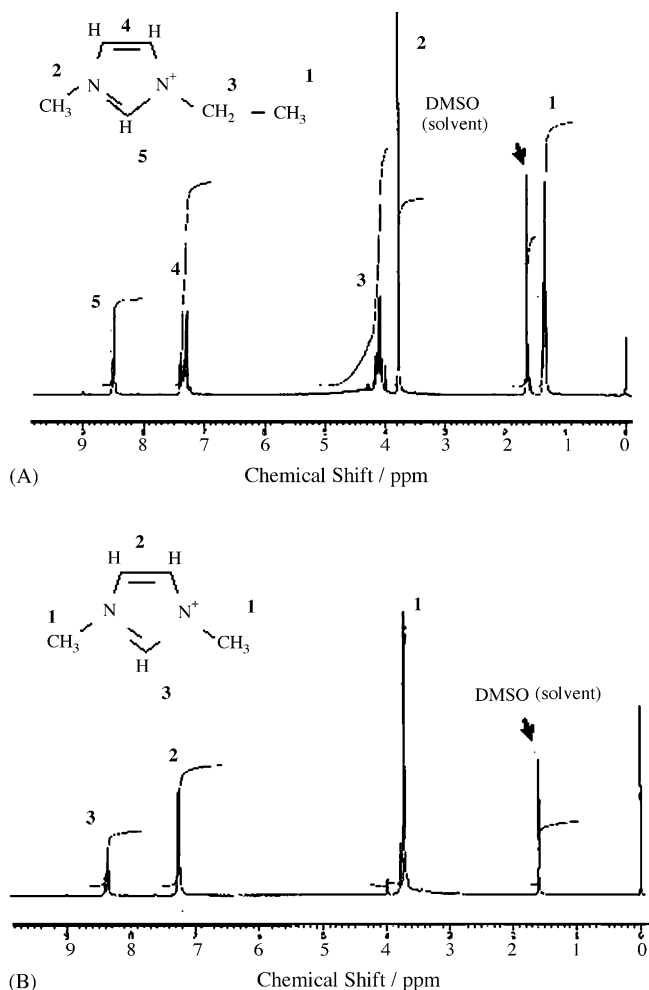 H 4 H
2 3 1
N N+
CH3 CH2 – CH3
H
5
2
DMSO
(solvent)
1
5
4
3
9 8 7 5 4 3 2 1 0
(A) Chemical Shift / ppm
2
H H
1 N N+ 1
CH3 CH3
H
3
1
DMSO (solvent)
2
3
9 8 7 6 5 4 3 2 1 0
(B) Chemical Shift / ppm